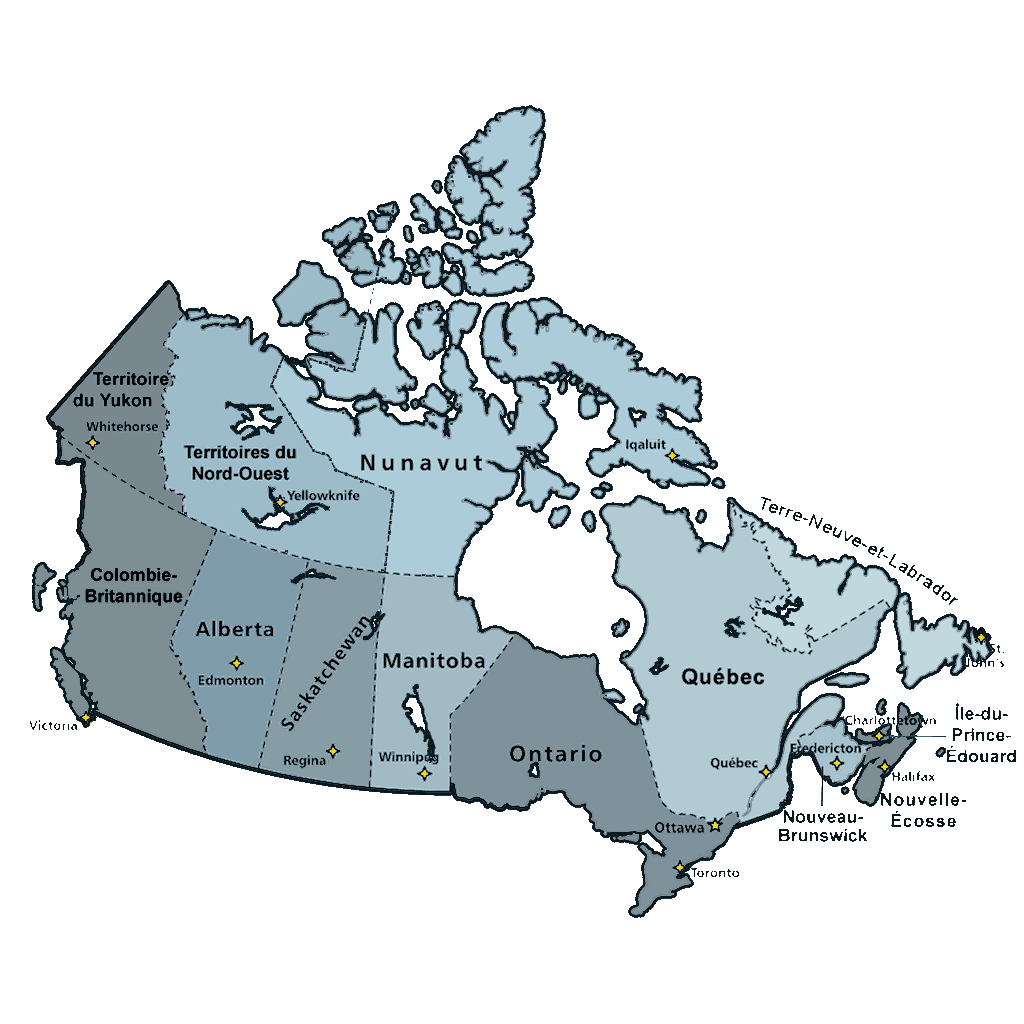 Territoire
du Yukon
Whitehorse
Territoires du
Nord-Ouest
Yellowknife
Nunavut
Iqaluit
Terre-Neuve-et-Labrador
St.
John's
Colombie-
Britannique
Victoria
Alberta
Edmonton
Saskatchewan
Regina
Manitoba
Winnipeg
Ontario
Ottawa
Toronto
Québec
Québec
Charlottetown
Île-du-
Prince-
Édouard
Fredericton
Halifax
Nouveau-
Brunswick
Nouvelle-
Écosse